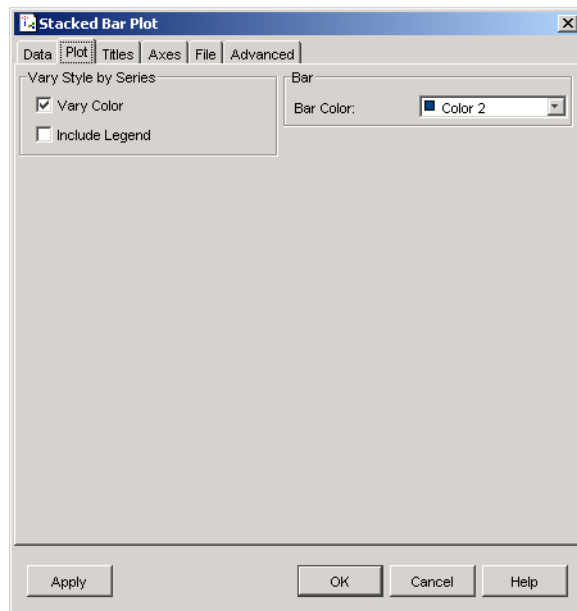 Stacked Bar Plot
Data Plot Titles Axes File Advanced
Vary Style by Series
Vary Color
Include Legend
Bar
Bar Color: Color 2
Apply OK Cancel Help